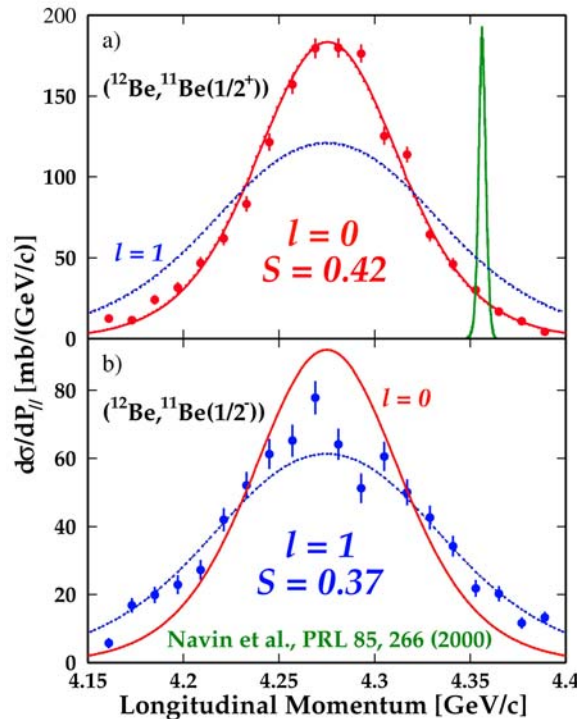 a)
(¹²Be,¹¹Be(1/2⁺))
200
150
100
50
0
l = 1
l = 0
S = 0.42
dσ/dP// [mb/(GeV/c)]
b)
(¹²Be,¹¹Be(1/2⁻))
80
60
40
20
0
l = 0
l = 1
S = 0.37
Navin et al., PRL 85, 266 (2000)
4.15 4.2 4.25 4.3 4.35 4.4
Longitudinal Momentum [GeV/c]